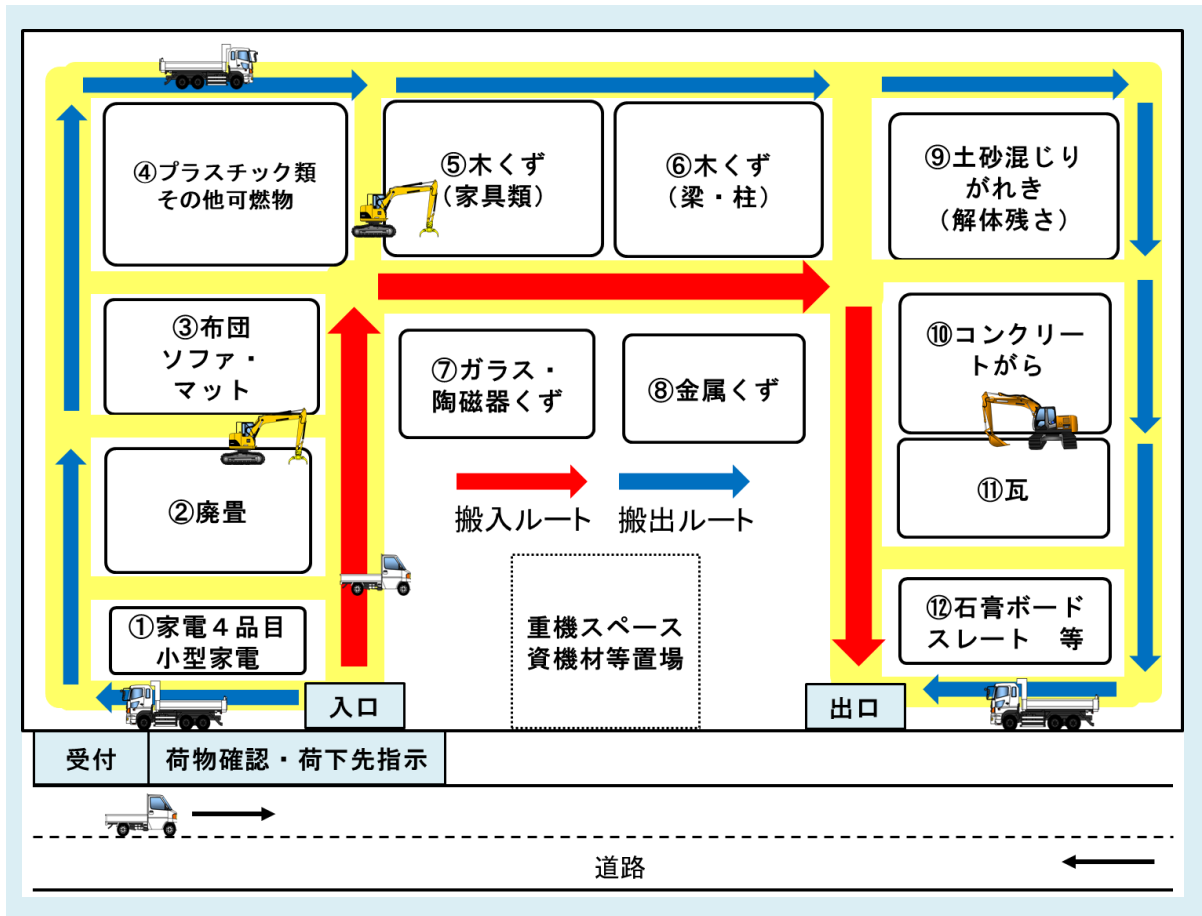 ④プラスチック類
その他可燃物
⑤木くず
（家具類）
⑥木くず
（梁・柱）
⑨土砂混じり
がれき
（解体残さ）
③布団
ソファ・
マット
⑦ガラス・
陶磁器くず
⑧金属くず
⑩コンクリー
トがら
②廃畳
搬入ルート
搬出ルート
⑪瓦
①家電４品目
小型家電
重機スペース
資機材等置場
⑫石膏ボード
スレート　等
入口
出口
受付
荷物確認・荷下先指示
道路